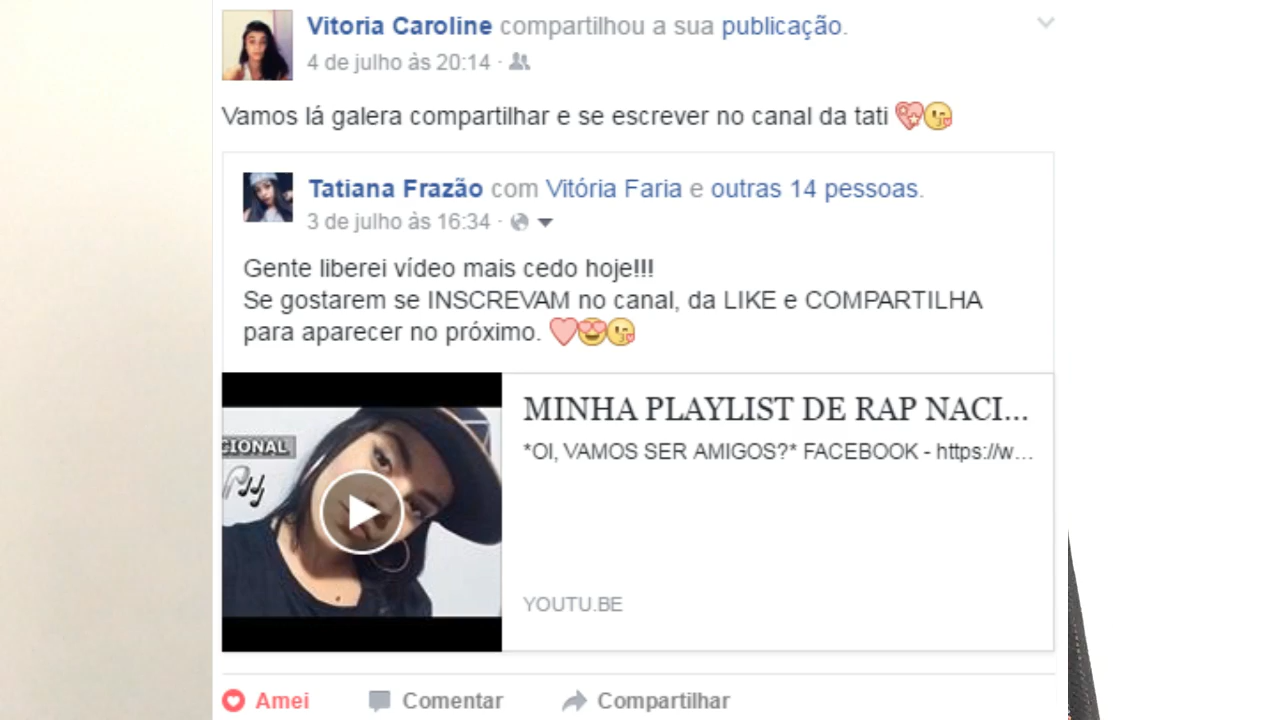 Vitoria Caroline compartilhou a sua publicação.
4 de julho às 20:14 ·
Vamos lá galera compartilhar e se escrever no canal da tati 💖😘
Tatiana Frazão com Vitória Faria e outras 14 pessoas.
3 de julho às 16:34 ·
Gente liberei vídeo mais cedo hoje!!!
Se gostarem se INSCREVAM no canal, da LIKE e COMPARTILHA
para aparecer no próximo. ❤😍😘
CIONAL
MINHA PLAYLIST DE RAP NACI...
*OI, VAMOS SER AMIGOS?* FACEBOOK - https://w...
YOUTU.BE
Amei Comentar Compartilhar